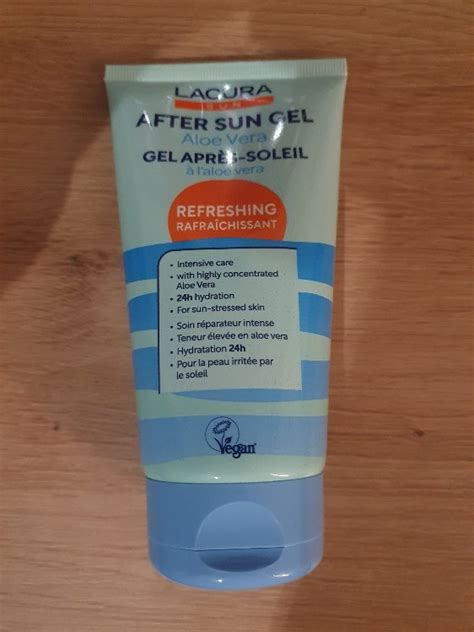 LACURA
SUN
AFTER SUN GEL
Aloe Vera
GEL APRÈS-SOLEIL
à l'aloe vera
REFRESHING
RAFRAÎCHISSANT
• Intensive care
• with highly concentrated
Aloe Vera
• 24h hydration
• For sun-stressed skin
• Soin réparateur intense
• Teneur élevée en aloe vera
• Hydratation 24h
• Pour la peau irritée par
le soleil
Vegan